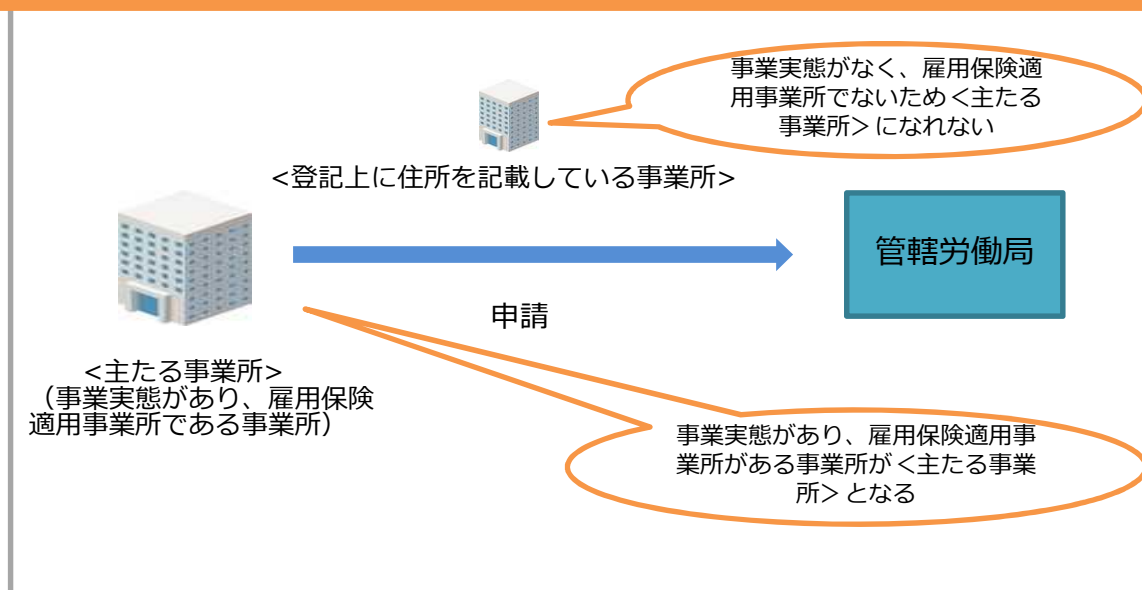 事業実態がなく、雇用保険適
用事業所でないため<主たる
事業所>になれない
<登記上に住所を記載している事業所>
管轄労働局
申請
<主たる事業所>
（事業実態があり、雇用保険
適用事業所である事業所）
事業実態があり、雇用保険適用事
業所がある事業所が<主たる事業
所>となる